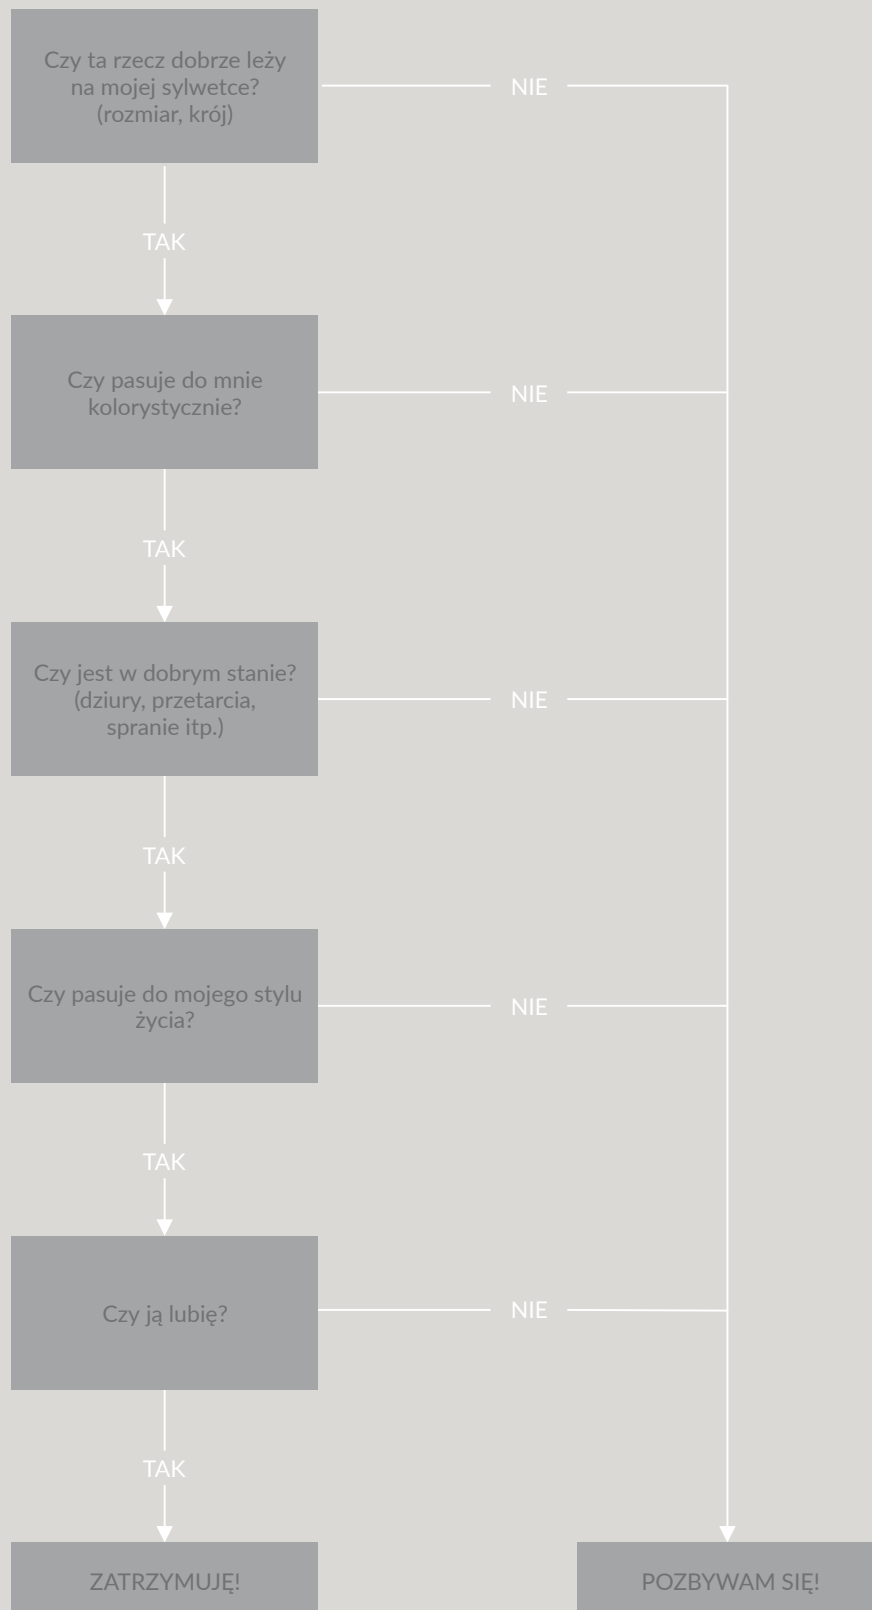 Czy ta rzecz dobrze leży
na mojej sylwetce?
(rozmiar, krój)
NIE
TAK
Czy pasuje do mnie
kolorystycznie?
NIE
TAK
Czy jest w dobrym stanie?
(dziury, przetarcia,
spranie itp.)
NIE
TAK
Czy pasuje do mojego stylu
życia?
NIE
TAK
Czy ją lubię?
NIE
TAK
ZATRZYMUJĘ!
POZBYWAM SIĘ!